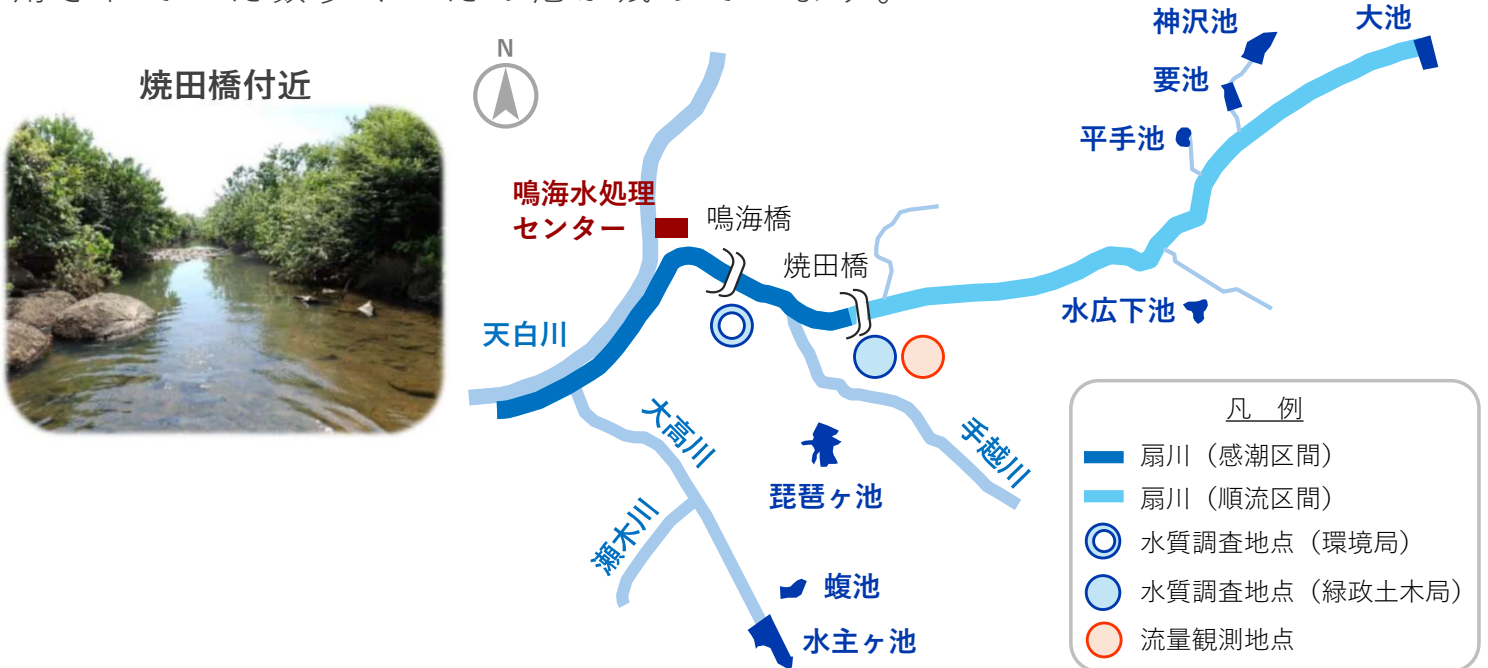 焼田橋付近
N
神沢池
大池
要池
平手池
鳴海水処理
センター
鳴海橋
焼田橋
水広下池
天白川
大高川
手越川
琵琶ヶ池
瀬木川
蝮池
水主ヶ池
凡 例
扇川（感潮区間）
扇川（順流区間）
水質調査地点（環境局）
水質調査地点（緑政土木局）
流量観測地点